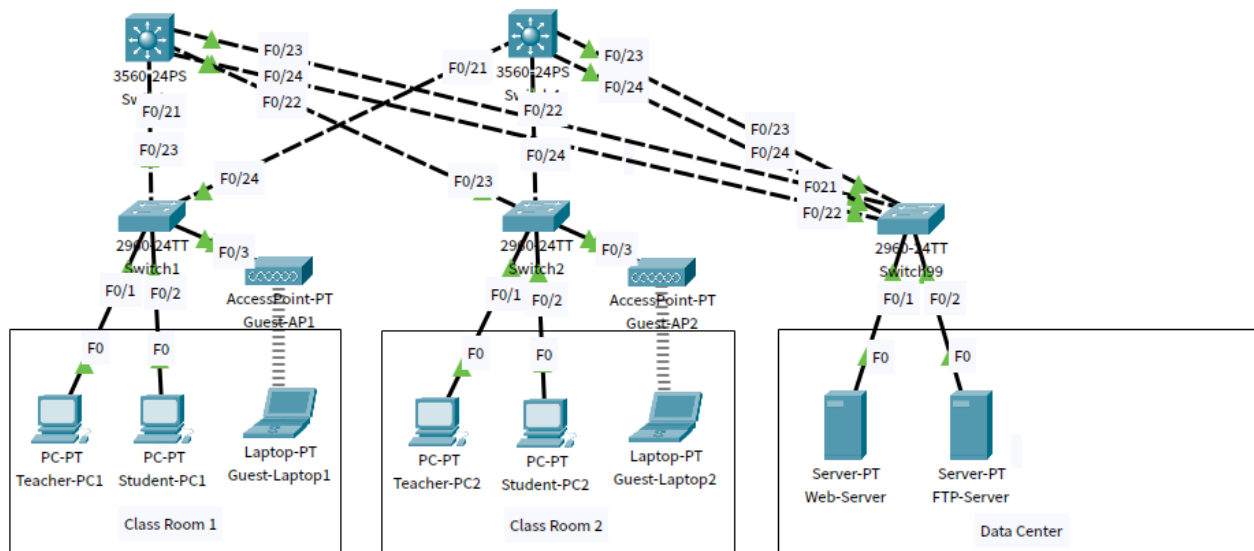 F0/23
F0/24
F0/22
F0/21
F0/23
F0/24
3560-24PS
3560-24PS
F0/21
F0/22
F0/23
F0/24
F0/23
F0/24
F0/24
F0/23
F021
F0/22
2960-24TT
Switch1
F0/3
2960-24TT
Switch2
F0/3
2960-24TT
Switch99
F0/1
F0/2
AccessPoint-PT
Guest-AP1
F0/1
F0/2
AccessPoint-PT
Guest-AP2
F0/1
F0/2
F0
F0
F0
F0
F0
F0
PC-PT
Teacher-PC1
PC-PT
Student-PC1
Laptop-PT
Guest-Laptop1
PC-PT
Teacher-PC2
PC-PT
Student-PC2
Laptop-PT
Guest-Laptop2
Server-PT
Web-Server
Server-PT
FTP-Server
Class Room 1
Class Room 2
Data Center